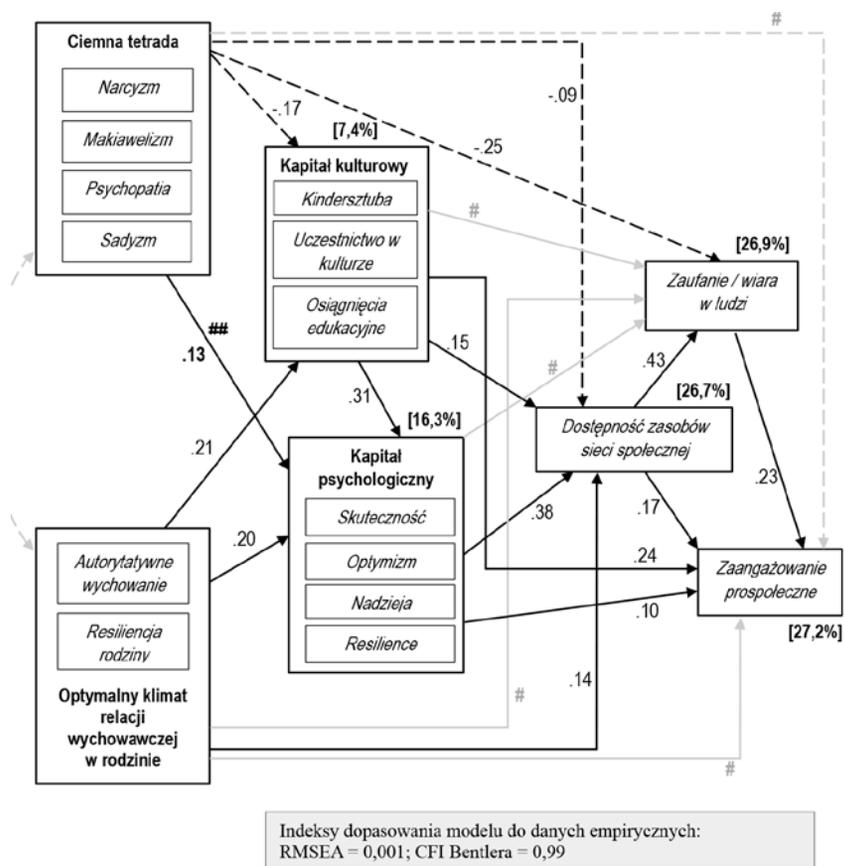 #
Ciemna tetrada
Narcyzm
Makiawelizm
Psychopatia
Sadyzm
-.09
-.17
[7,4%]
-.25
Kapitał kulturowy
Kindersztuba
Uczestnictwo w
kulturze
Osiągnięcia
edukacyjne
#
[26,9%]
Zaufanie / wiara
w ludzi
##
.13
.15
#
.43
.31
[26,7%]
Dostępność zasobów
sieci społecznej
.21
[16,3%]
Kapitał
psychologiczny
Skuteczność
Optymizm
Nadzieja
Resilience
.38
.17
.23
.20
.24
Zaangażowanie
prospołeczne
.10
[27,2%]
Autorytatywne
wychowanie
Resiliencja
rodziny
Optymalny klimat
relacji
wychowawczej
w rodzinie
.14
#
#
Indeksy dopasowania modelu do danych empirycznych:
RMSEA = 0,001; CFI Bentlera = 0,99